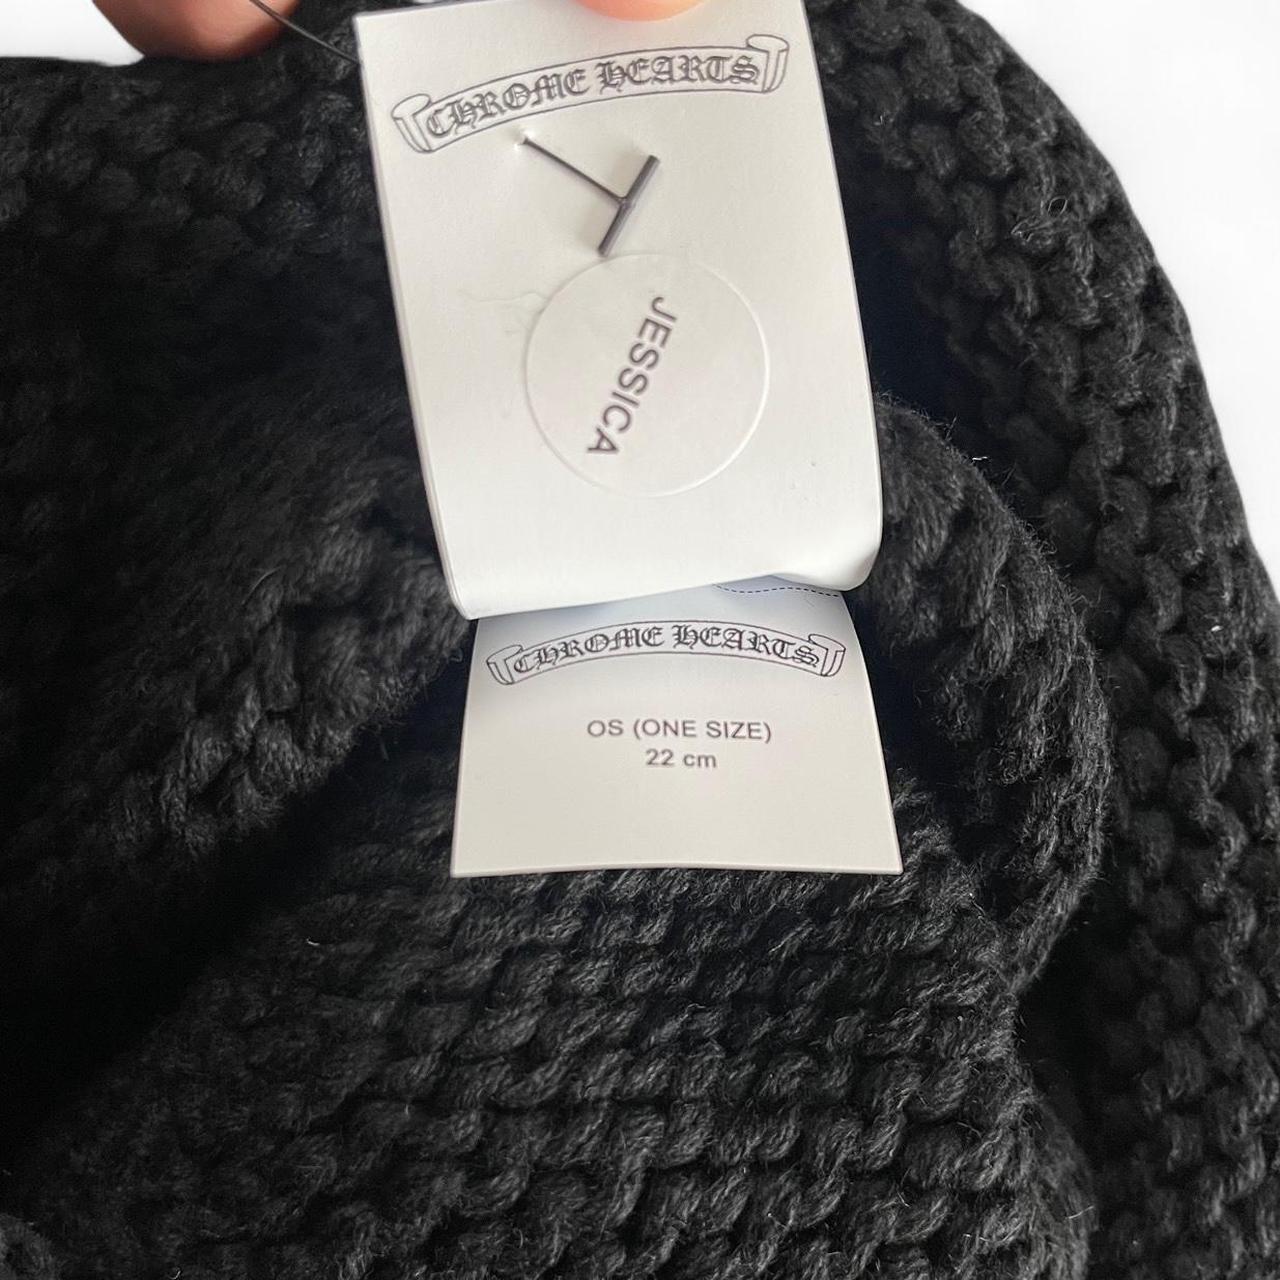 CHROME HEARTS
JESSICA
CHROME HEARTS
OS (ONE SIZE)
22 cm